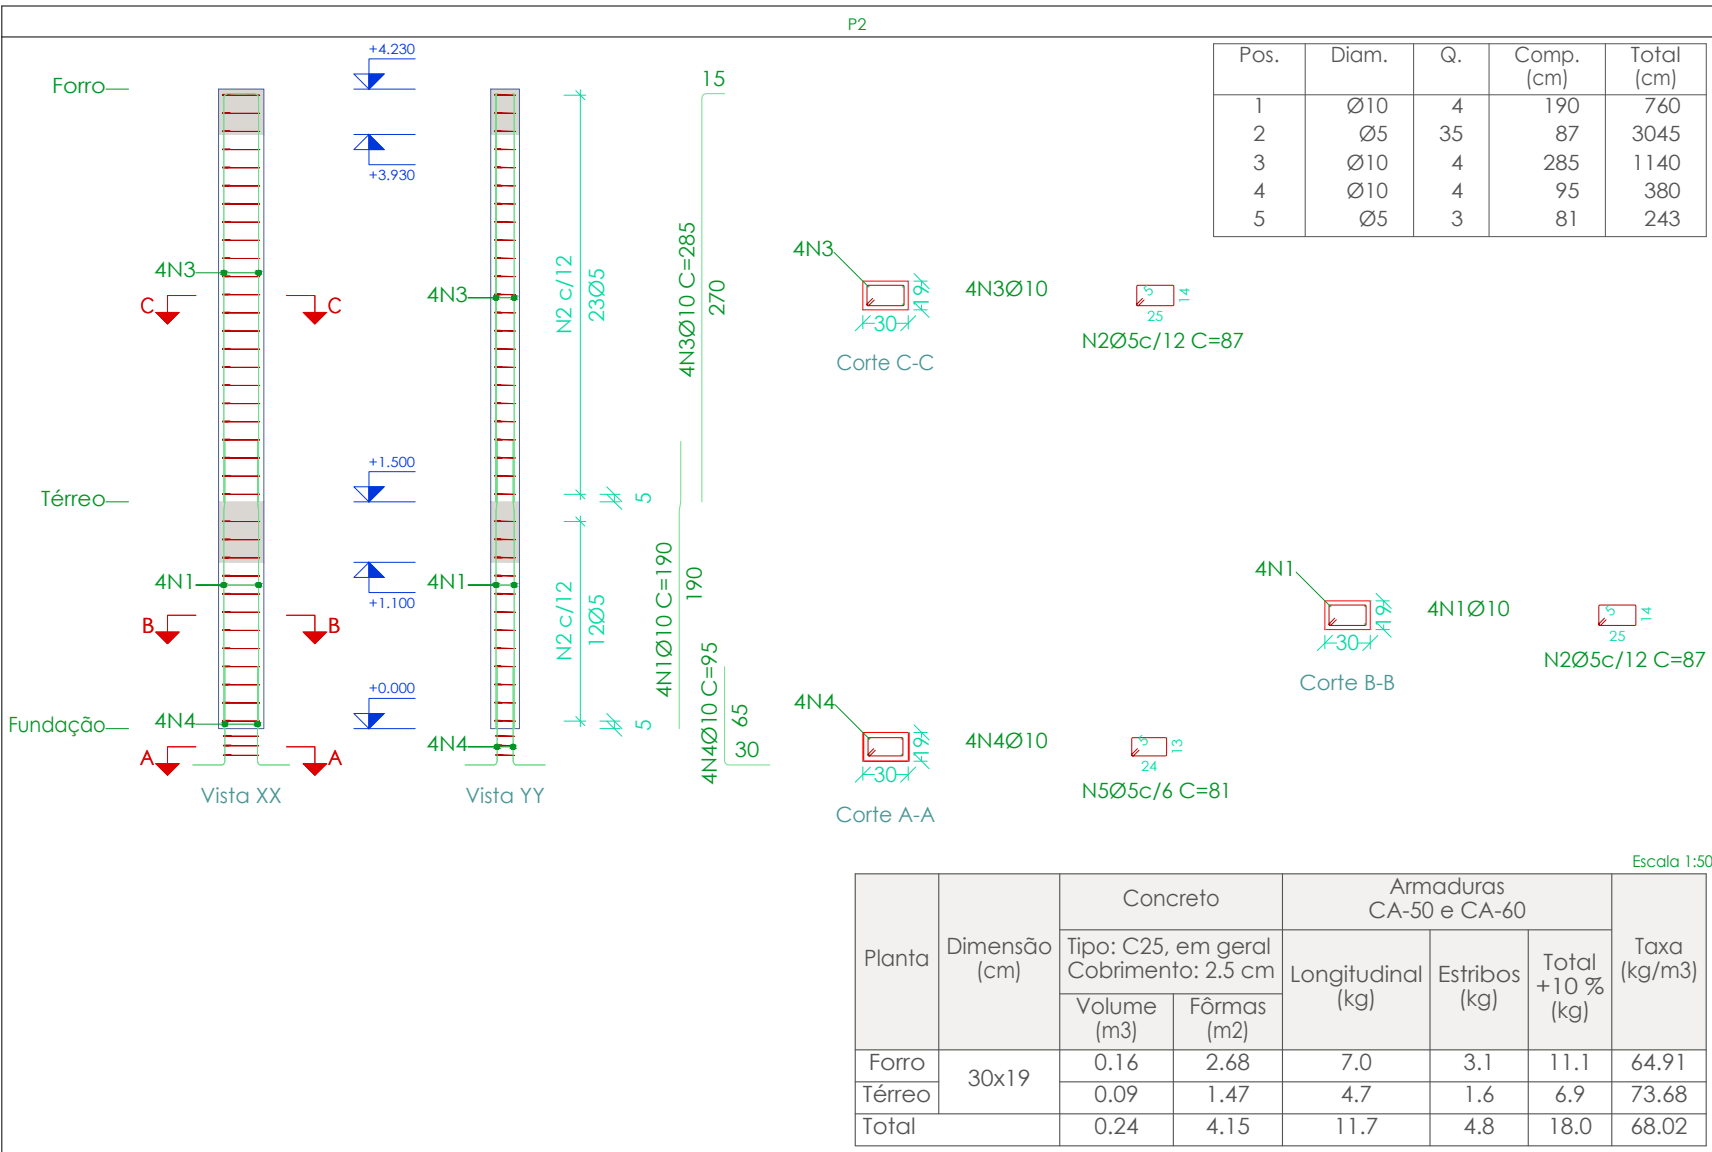 P2
Forro
+4.230
+3.930
15
4N3
4N3
C
C
N2 c/12
23Ø5
4N3Ø10 C=285
270
Térreo
+1.500
5
4N1
4N1
+1.100
B
B
N2 c/12
12Ø5
4N1Ø10 C=190
190
+0.000
Fundação
4N4
4N4
5
A
A
4N4Ø10 C=95
65
30
Vista XX
Vista YY
Pos. Diam. Q. Comp. (cm) Total (cm)
1 Ø10 4 190 760
2 Ø5 35 87 3045
3 Ø10 4 285 1140
4 Ø10 4 95 380
5 Ø5 3 81 243
4N3
19
30
4N3Ø10
Corte C-C
5
14
25
N2Ø5c/12 C=87
4N1
19
30
4N1Ø10
Corte B-B
5
14
25
N2Ø5c/12 C=87
4N4
19
30
4N4Ø10
Corte A-A
5
13
24
N5Ø5c/6 C=81
Escala 1:50
Planta
Dimensão
(cm)
Concreto
Tipo: C25, em geral
Cobrimento: 2.5 cm
Volume
(m3)
Fôrmas
(m2)
Armaduras
CA-50 e CA-60
Longitudinal
(kg)
Estribos
(kg)
Total
+10 %
(kg)
Taxa
(kg/m3)
Forro 30x19 0.16 2.68 7.0 3.1 11.1 64.91
Térreo 0.09 1.47 4.7 1.6 6.9 73.68
Total 0.24 4.15 11.7 4.8 18.0 68.02